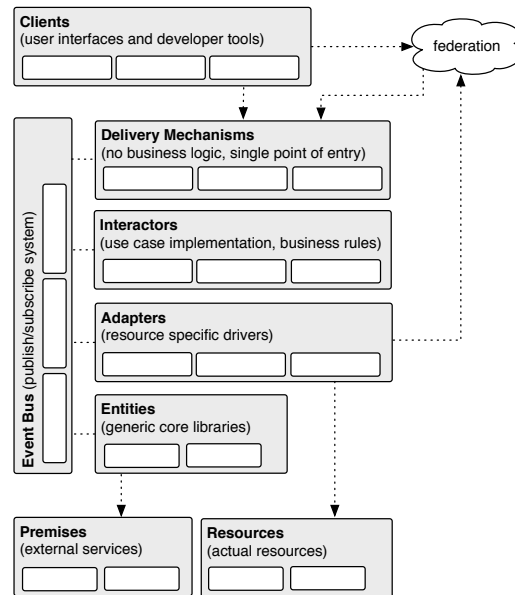 Clients
(user interfaces and developer tools)
federation
Delivery Mechanisms
(no business logic, single point of entry)
Interactors
(use case implementation, business rules)
Adapters
(resource specific drivers)
Entities
(generic core libraries)
Event Bus (publish/subscribe system)
Premises
(external services)
Resources
(actual resources)